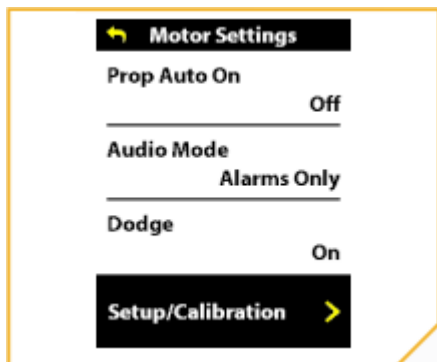 Motor Settings
Prop Auto On
Off
Audio Mode
Alarms Only
Dodge
On
Setup/Calibration